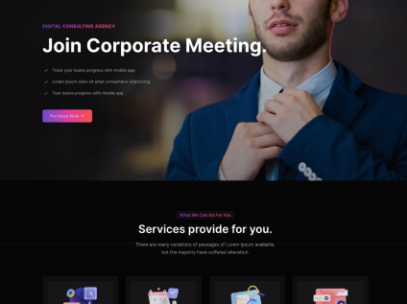 DIGITAL CONSULTING AGENCY
Join Corporate Meeting.
Track your teams progress with mobile app.
Lorem ipsum dolor sit amet consectetur adipisicing.
Your teams progress with mobile app.
Purchase Now
What We Can Do For You
Services provide for you.
There are many variations of passages of Lorem Ipsum available,
but the majority have suffered alteration.